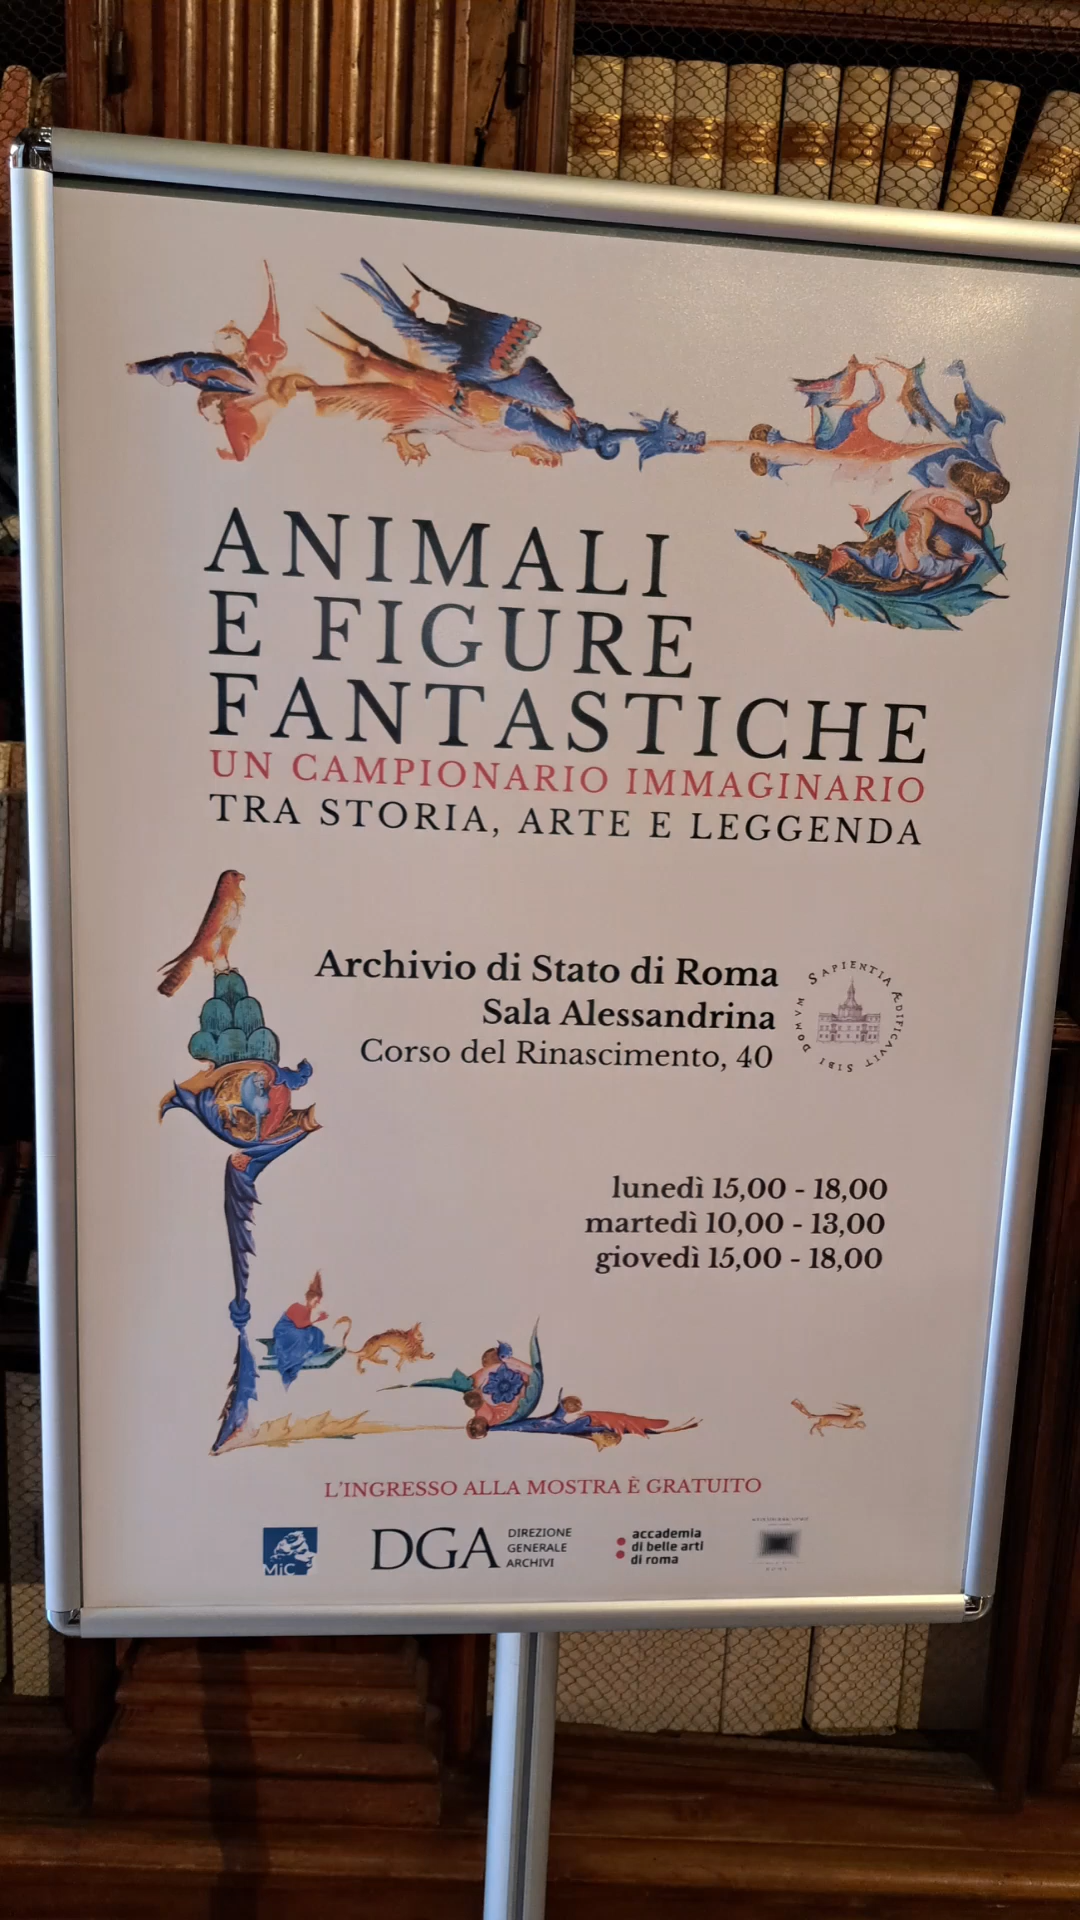 ANIMALI
E FIGURE
FANTASTICHE
UN CAMPIONARIO IMMAGINARIO
TRA STORIA, ARTE E LEGGENDA
Archivio di Stato di Roma
Sala Alessandrina
Corso del Rinascimento, 40
SAPIENTIA ÆDIFICAVIT SIBI DOMVM
lunedì 15,00 - 18,00
martedì 10,00 - 13,00
giovedì 15,00 - 18,00
L'INGRESSO ALLA MOSTRA È GRATUITO
MiC
DGA DIREZIONE
GENERALE
ARCHIVI
accademia
di belle arti
di roma